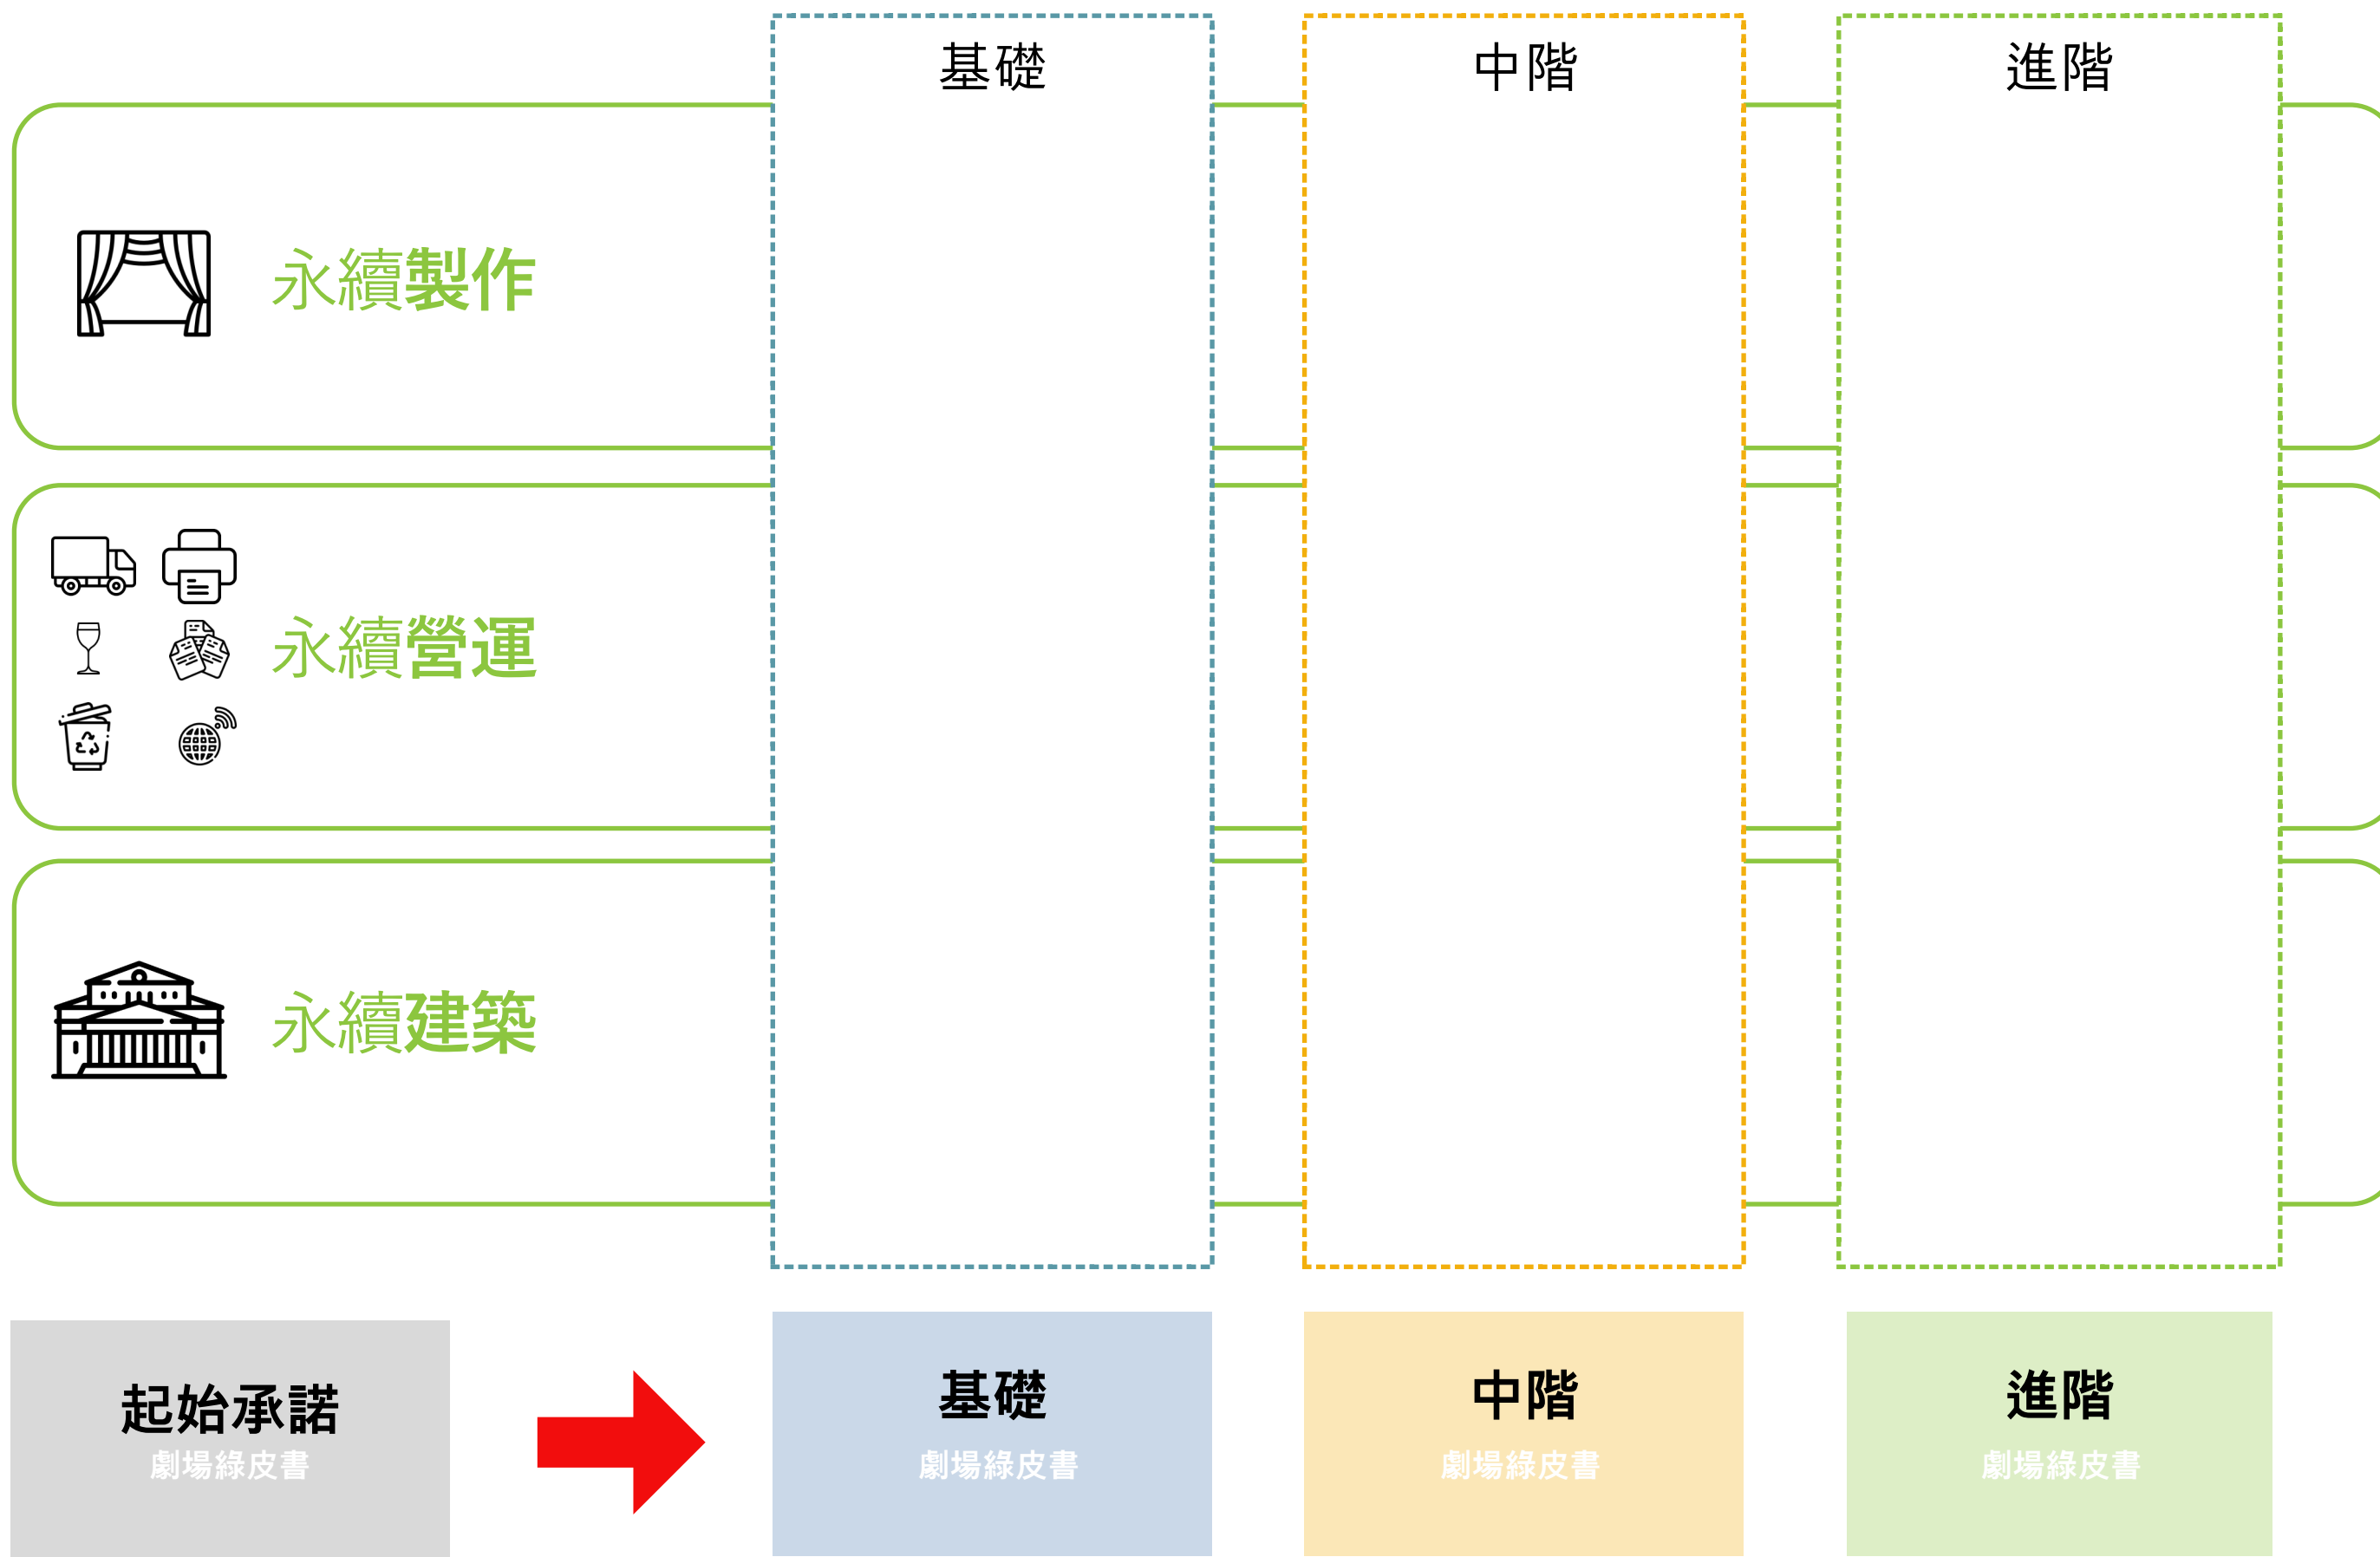 基礎
中階
進階
永續製作
永續營運
永續建築
起始承諾
劇場綠皮書
基礎
劇場綠皮書
中階
劇場綠皮書
進階
劇場綠皮書